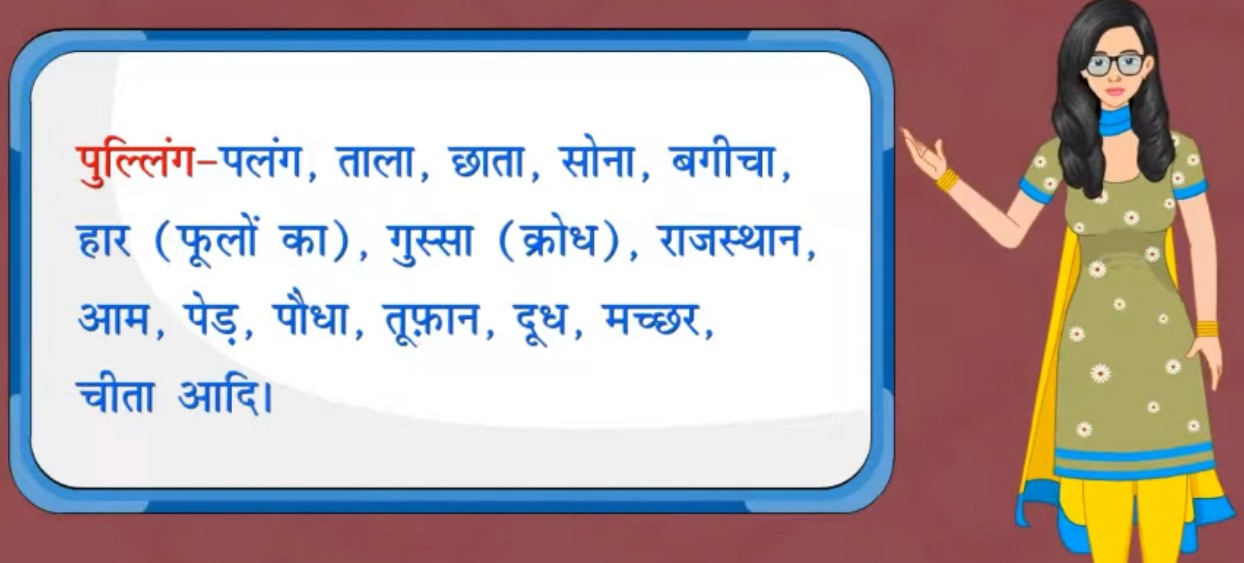 पुल्लिंग–पलंग, ताला, छाता, सोना, बगीचा,
हार (फूलों का), गुस्सा (क्रोध), राजस्थान,
आम, पेड़, पौधा, तूफ़ान, दूध, मच्छर,
चीता आदि।